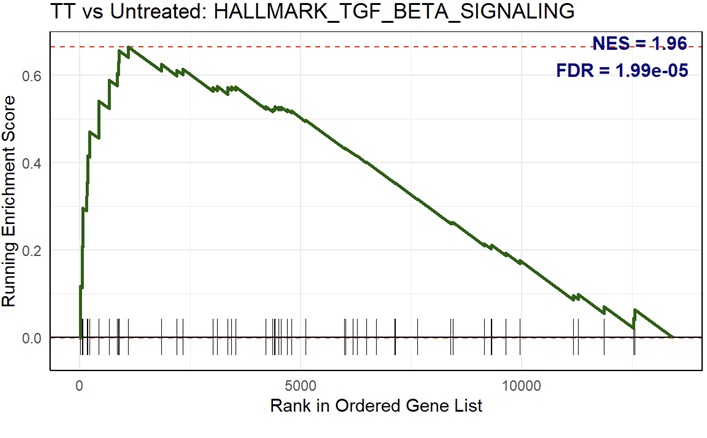 TT vs Untreated: HALLMARK_TGF_BETA_SIGNALING
NES = 1.96
FDR = 1.99e-05
Running Enrichment Score
0.6
0.4
0.2
0.0
0
5000
10000
Rank in Ordered Gene List